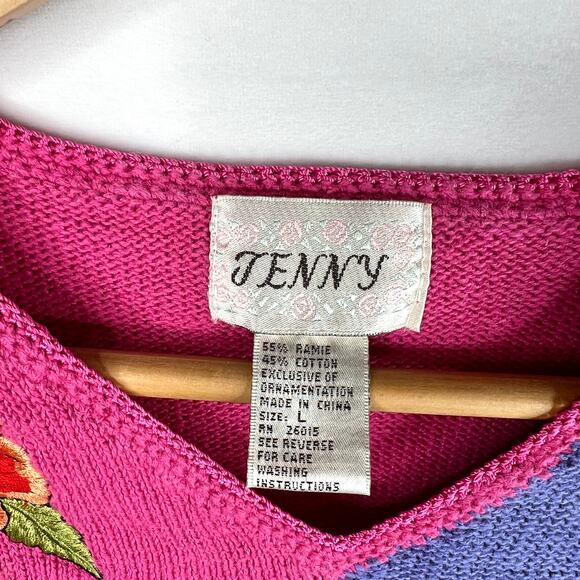 JENNY
55% RAMIE
45% COTTON
EXCLUSIVE OF
ORNAMENTATION
MADE IN CHINA
SIZE: L
RN 26015
SEE REVERSE
FOR CARE
WASHING
INSTRUCTIONS